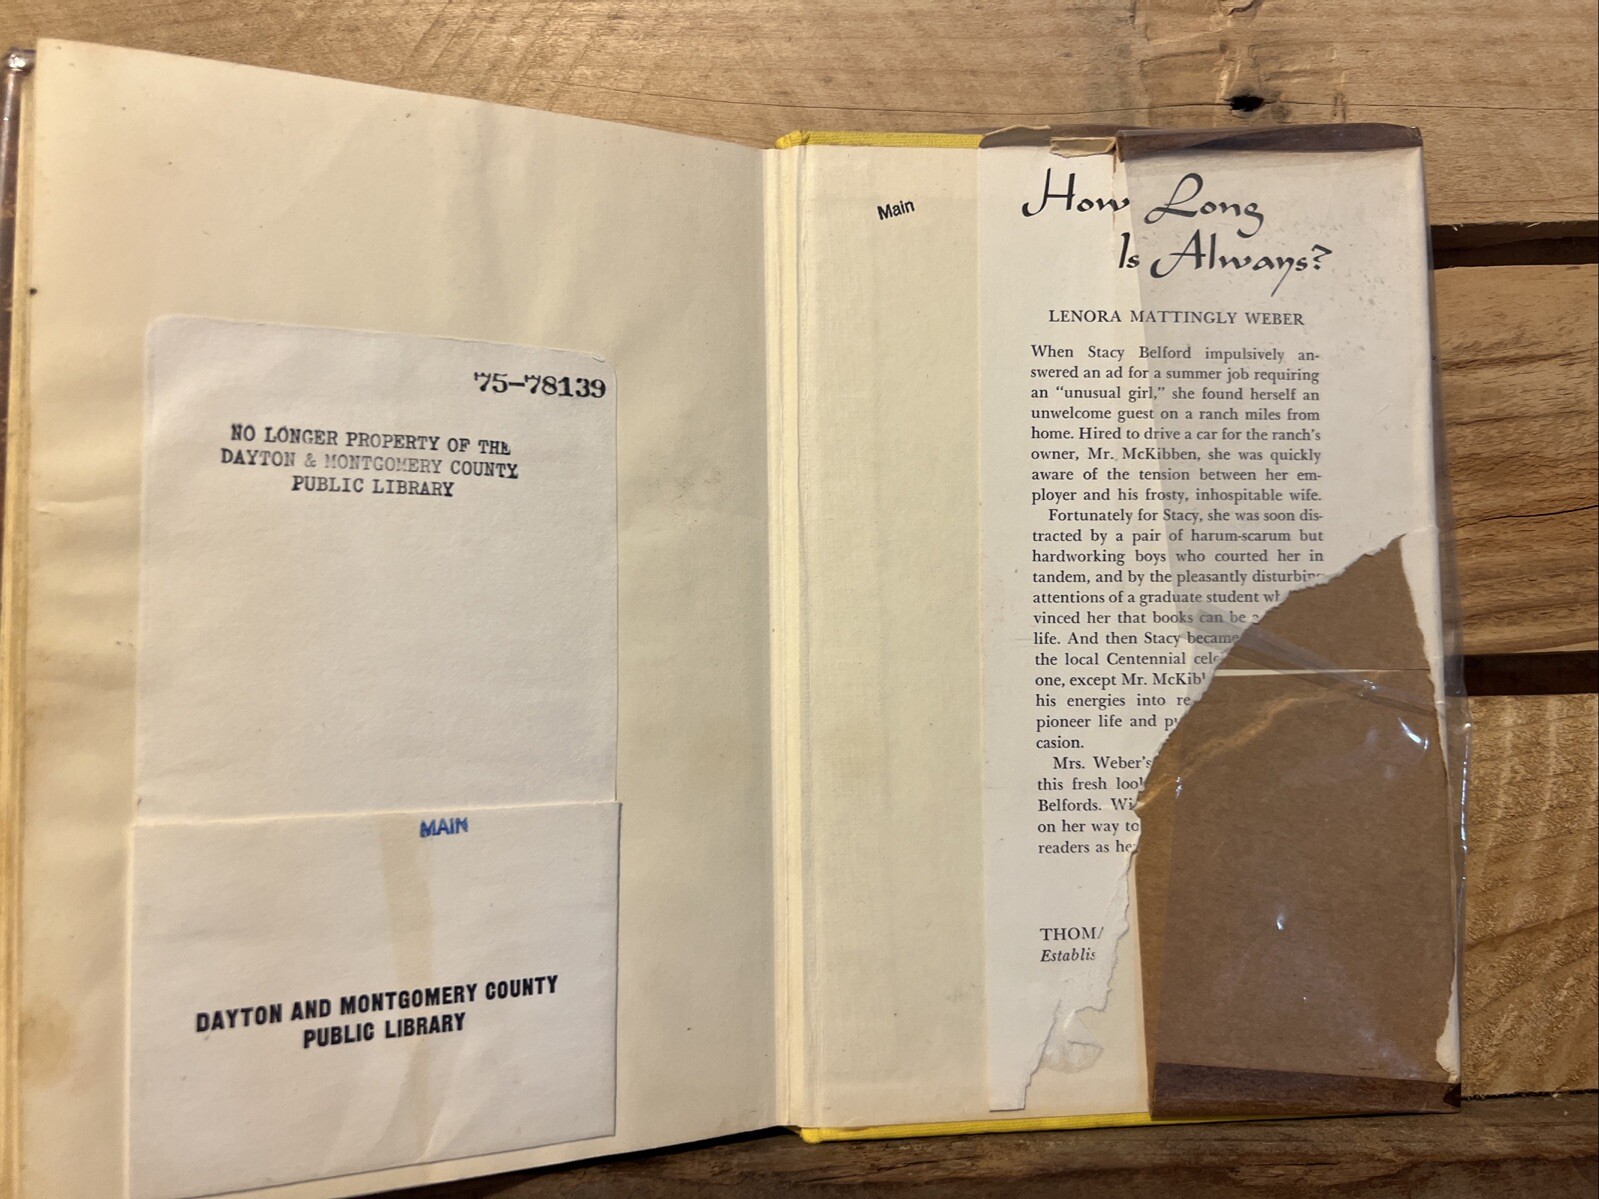 75-78139
NO LONGER PROPERTY OF THE
DAYTON & MONTGOMERY COUNTY
PUBLIC LIBRARY
MAIN
DAYTON AND MONTGOMERY COUNTY
PUBLIC LIBRARY
Main
How Long
Is Always?
LENORA MATTINGLY WEBER
When Stacy Belford impulsively an-
swered an ad for a summer job requiring
an “unusual girl,” she found herself an
unwelcome guest on a ranch miles from
home. Hired to drive a car for the ranch’s
owner, Mr. McKibben, she was quickly
aware of the tension between her em-
ployer and his frosty, inhospitable wife.
Fortunately for Stacy, she was soon dis-
tracted by a pair of harum-scarum but
hardworking boys who courted her in
tandem, and by the pleasantly disturbing
attentions of a graduate student
vinced her that books can be
life. And then Stacy became
the local Centennial
one, except Mr.
his energies into
pioneer life and
casion.
Mrs. Weber’s
this fresh
Belfords.
on her way to
readers as